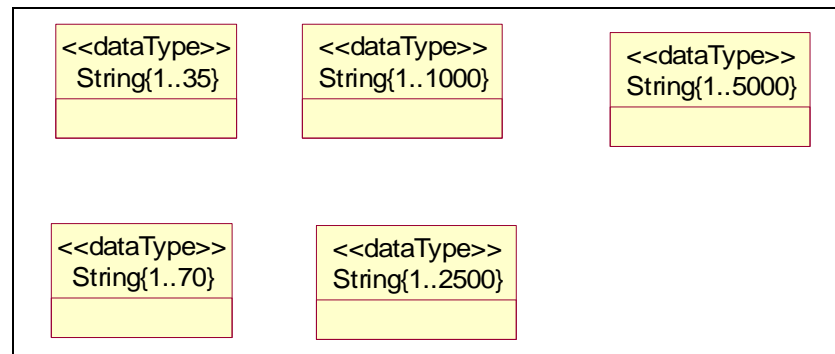 <<dataType>>
String{1..35}
<<dataType>>
String{1..1000}
<<dataType>>
String{1..5000}
<<dataType>>
String{1..70}
<<dataType>>
String{1..2500}